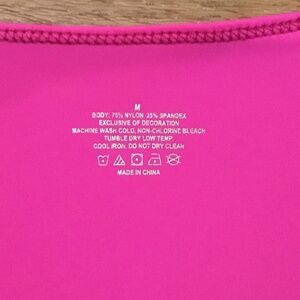 M
BODY: 75% NYLON 25% SPANDEX
EXCLUSIVE OF DECORATION
MACHINE WASH COLD, NON-CHLORINE BLEACH
TUMBLE DRY LOW TEMP.
COOL IRON. DO NOT DRY CLEAN
MADE IN CHINA